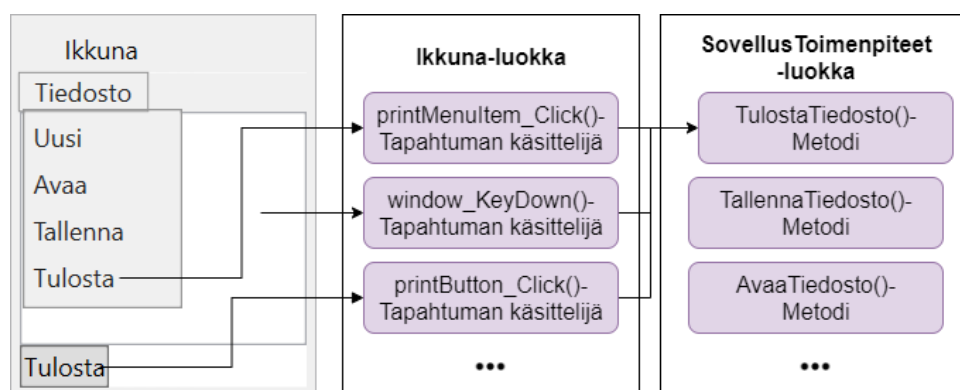 Ikkuna
Tiedosto
Uusi
Avaa
Tallenna
Tulosta
Tulosta
Ikkuna-luokka
printMenuItem_Click()-
Tapahtuman käsittelijä
window_KeyDown()-
Tapahtuman käsittelijä
printButton_Click()-
Tapahtuman käsittelijä
•••
SovellusToimenpiteet
-luokka
TulostaTiedosto()-
Metodi
TallennaTiedosto()-
Metodi
AvaaTiedosto()-
Metodi
•••